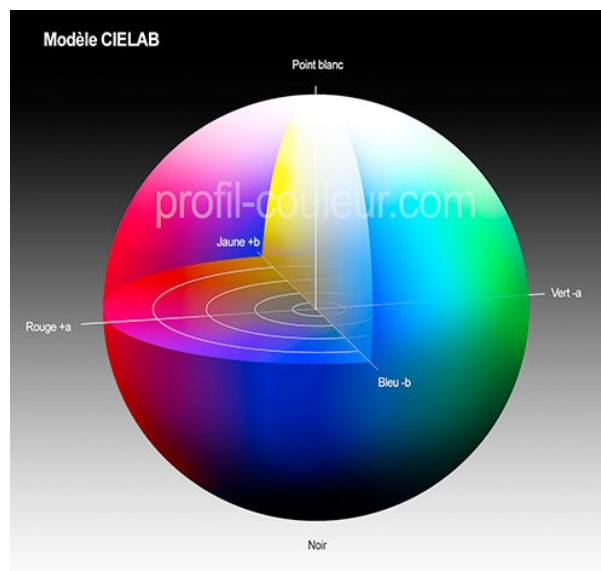 Modèle CIELAB
Point blanc
profil-couleur.com
Jaune +b
Vert -a
Rouge +a
Bleu -b
Noir